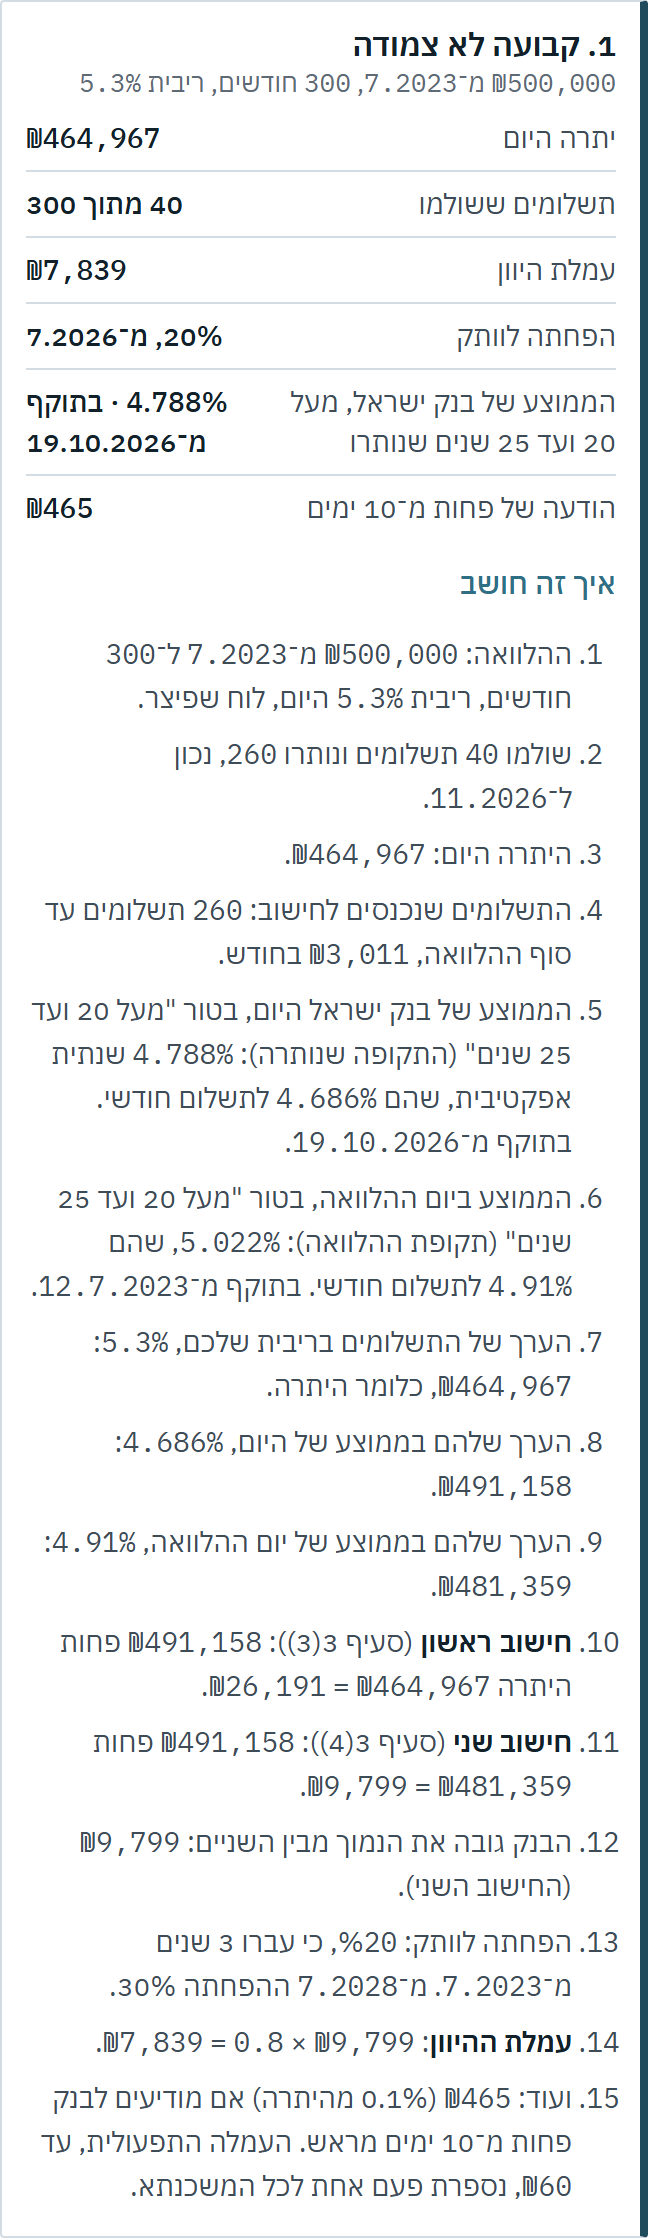 1. קבועה לא צמודה
₪500,000 מ־7.2023, 300 חודשים, ריבית 5.3%
יתרה היום ₪464,967
תשלומים ששולמו 40 מתוך 300
עמלת היוון ₪7,839
הפחתה לוותק 20%, מ־7.2026
הממוצע של בנק ישראל, מעל 4.788% · בתוקף
20 ועד 25 שנים שנותרו מ־19.10.2026
הודעה של פחות מ־10 ימים ₪465
איך זה חושב
1. ההלוואה: ₪500,000 מ־7.2023 ל־300
חודשים, ריבית 5.3% היום, לוח שפיצר.
2. שולמו 40 תשלומים ונותרו 260, נכון
ל־11.2026.
3. היתרה היום: ₪464,967.
4. התשלומים שנכנסים לחישוב: 260 תשלומים עד
סוף ההלוואה, ₪3,011 בחודש.
5. הממוצע של בנק ישראל היום, בטור "מעל 20 ועד
25 שנים" (התקופה שנותרה): 4.788% שנתית
אפקטיבית, שהם 4.686% לתשלום חודשי.
בתוקף מ־19.10.2026.
6. הממוצע ביום ההלוואה, בטור "מעל 20 ועד 25
שנים" (תקופת ההלוואה): 5.022%, שהם
4.91% לתשלום חודשי. בתוקף מ־12.7.2023.
7. הערך של התשלומים בריבית שלכם, 5.3%:
₪464,967, כלומר היתרה.
8. הערך שלהם בממוצע של היום, 4.686%:
₪491,158.
9. הערך שלהם בממוצע של יום ההלוואה, 4.91%:
₪481,359.
10. חישוב ראשון (סעיף 3(3)): ₪491,158 פחות
היתרה ₪464,967 = ₪26,191.
11. חישוב שני (סעיף 3(4)): ₪491,158 פחות
₪481,359 = ₪9,799.
12. הבנק גובה את הנמוך מבין השניים: ₪9,799
(החישוב השני).
13. הפחתה לוותק: 20%, כי עברו 3 שנים
מ־7.2023. מ־7.2028 ההפחתה 30%.
14. עמלת ההיוון: ₪9,799 × 0.8 = ₪7,839.
15. ועוד: ₪465 (0.1% מהיתרה) אם מודיעים לבנק
פחות מ־10 ימים מראש. העמלה התפעולית, עד
₪60, נספרת פעם אחת לכל המשכנתא.